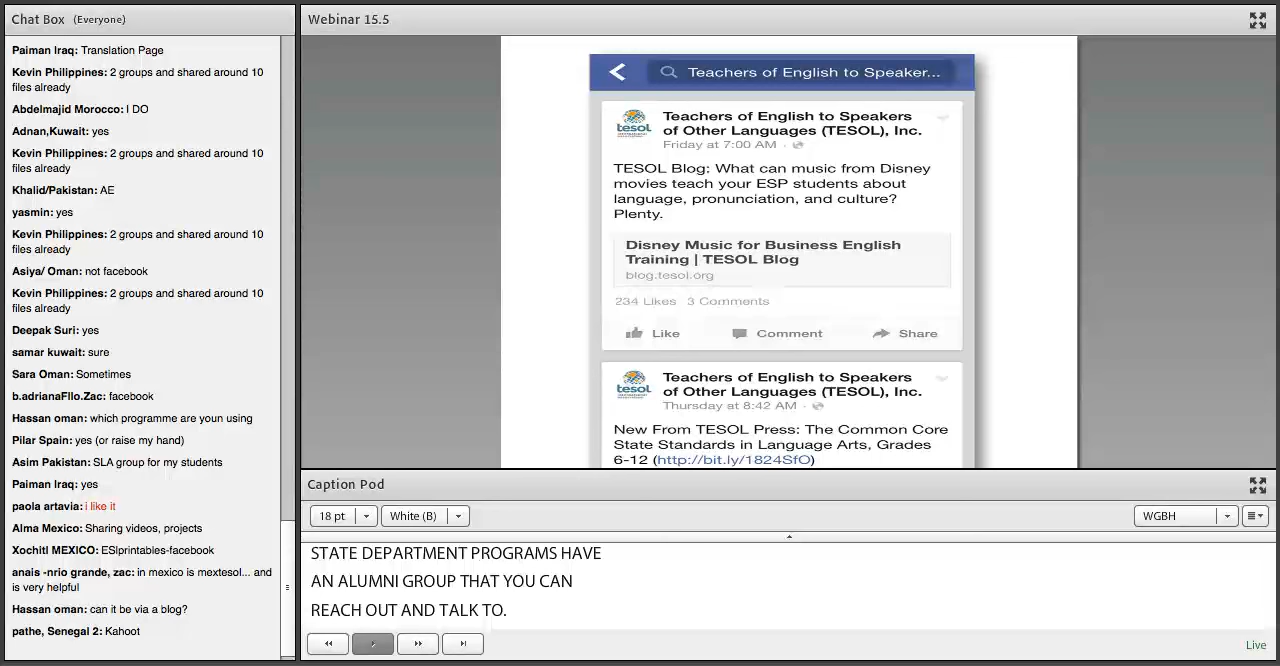 Chat Box (Everyone)
Paiman Iraq: Translation Page
Kevin Philippines: 2 groups and shared around 10
files already
Abdelmajid Morocco: I DO
Adnan,Kuwait: yes
Kevin Philippines: 2 groups and shared around 10
files already
Khalid/Pakistan: AE
yasmin: yes
Kevin Philippines: 2 groups and shared around 10
files already
Asiya/ Oman: not facebook
Kevin Philippines: 2 groups and shared around 10
files already
Deepak Suri: yes
samar kuwait: sure
Sara Oman: Sometimes
b.adrianaFllo.Zac: facebook
Hassan oman: which programme are youn using
Pilar Spain: yes (or raise my hand)
Asim Pakistan: SLA group for my students
Paiman Iraq: yes
paola artavia: i like it
Alma Mexico: Sharing videos, projects
Xochitl MEXICO: ESlprintables-facebook
anais -nrio grande, zac: in mexico is mextesol... and
is very helpful
Hassan oman: can it be via a blog?
pathe, Senegal 2: Kahoot
Webinar 15.5
Teachers of English to Speaker...
tesol
Teachers of English to Speakers
of Other Languages (TESOL), Inc.
Friday at 7:00 AM ·
TESOL Blog: What can music from Disney
movies teach your ESP students about
language, pronunciation, and culture?
Plenty.
Disney Music for Business English
Training | TESOL Blog
blog.tesol.org
234 Likes 3 Comments
Like Comment Share
tesol
Teachers of English to Speakers
of Other Languages (TESOL), Inc.
Thursday at 8:42 AM ·
New From TESOL Press: The Common Core
State Standards in Language Arts, Grades
6-12 (http://bit.ly/1824SfO)
Caption Pod
18 pt White (B) WGBH
STATE DEPARTMENT PROGRAMS HAVE
AN ALUMNI GROUP THAT YOU CAN
REACH OUT AND TALK TO.
Live